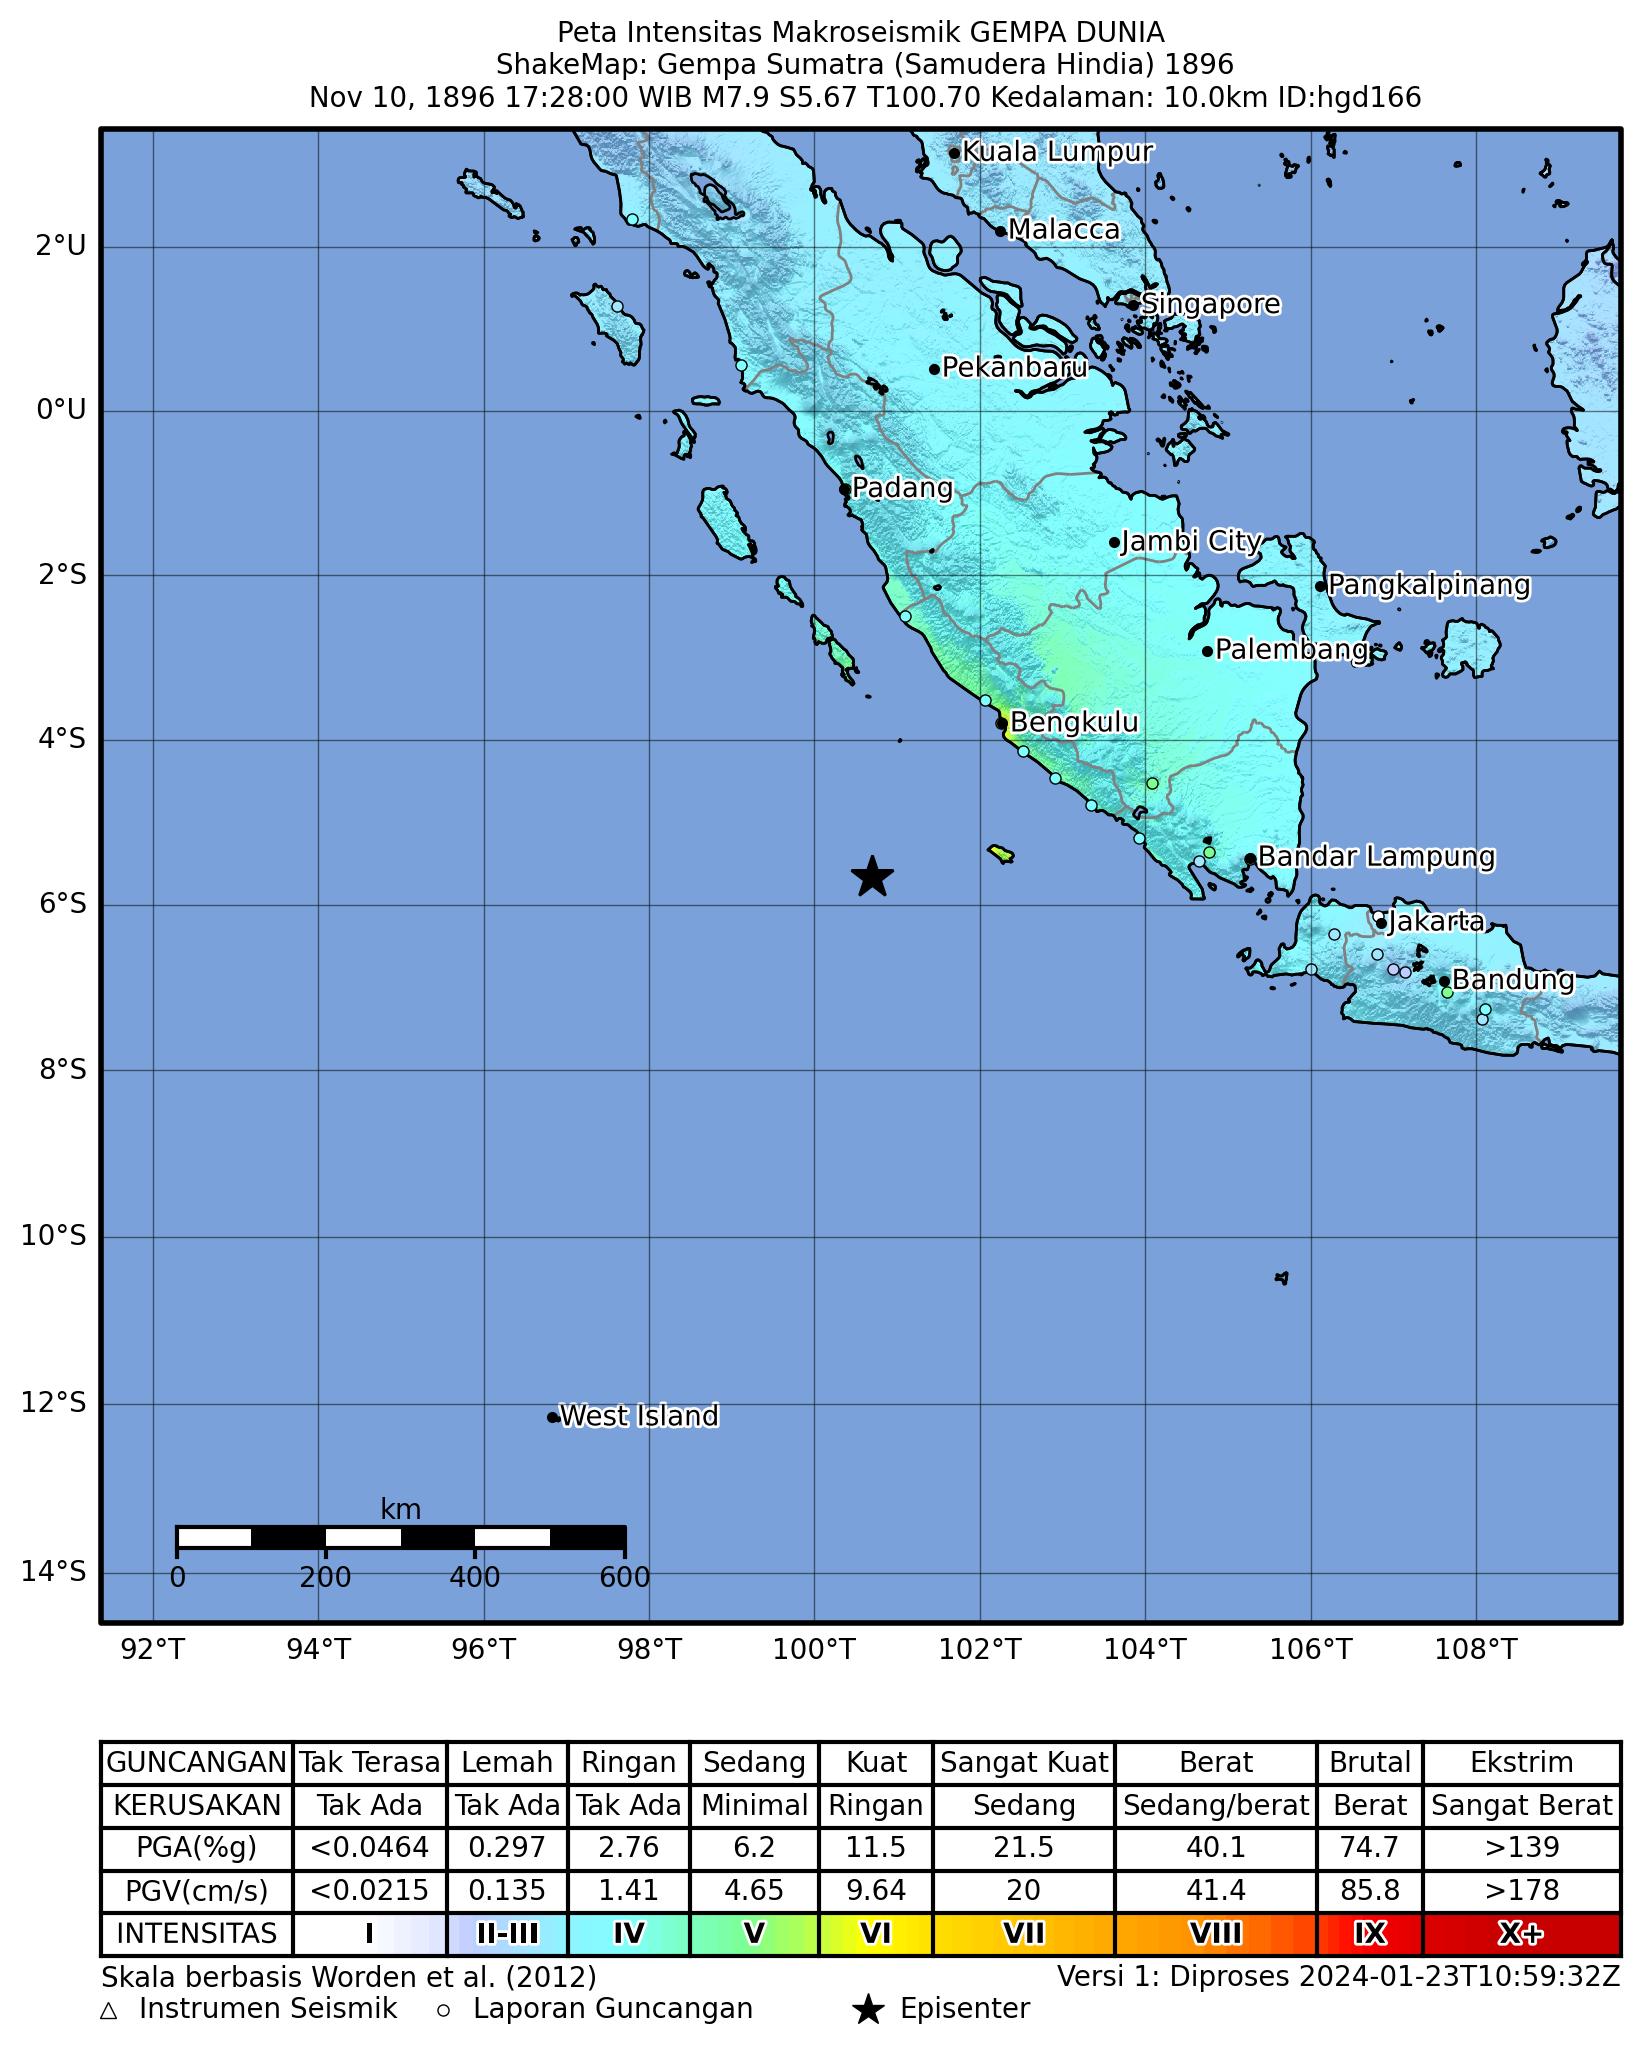 Peta Intensitas Makroseismik GEMPA DUNIA
ShakeMap: Gempa Sumatra (Samudera Hindia) 1896
Nov 10, 1896 17:28:00 WIB M7.9 S5.67 T100.70 Kedalaman: 10.0km ID:hgd166
Kuala Lumpur
Malacca
2°U
Singapore
Pekanbaru
0°U
Padang
Jambi City
2°S
Pangkalpinang
Palembang
Bengkulu
4°S
Bandar Lampung
6°S
Jakarta
Bandung
8°S
10°S
12°S
West Island
km
0 200 400 600
14°S
92°T 94°T 96°T 98°T 100°T 102°T 104°T 106°T 108°T
GUNCANGAN Tak Terasa Lemah Ringan Sedang Kuat Sangat Kuat Berat Brutal Ekstrim
KERUSAKAN Tak Ada Tak Ada Tak Ada Minimal Ringan Sedang Sedang/berat Berat Sangat Berat
PGA(%g) <0.0464 0.297 2.76 6.2 11.5 21.5 40.1 74.7 >139
PGV(cm/s) <0.0215 0.135 1.41 4.65 9.64 20 41.4 85.8 >178
INTENSITAS I II-III IV V VI VII VIII IX X+
Skala berbasis Worden et al. (2012) Versi 1: Diproses 2024-01-23T10:59:32Z
Instrumen Seismik Laporan Guncangan Episenter